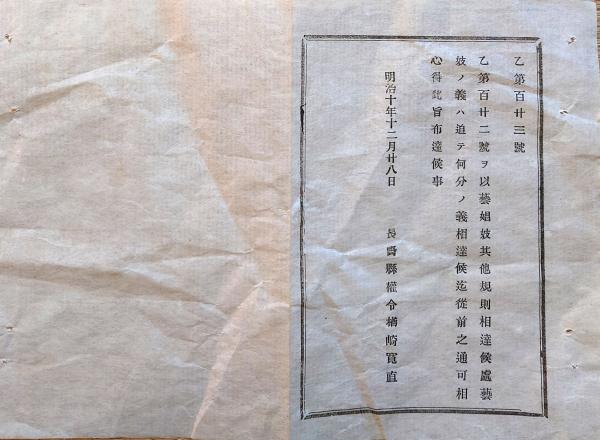 乙第百廿三號
乙第百廿二號ヲ以藝娼妓其他規則相達候處藝
妓ノ義ハ追テ何分ノ義相達候迄從前之通可相
心得此旨布達候事
明治十年十二月廿八日
長野縣權令楢崎寬直